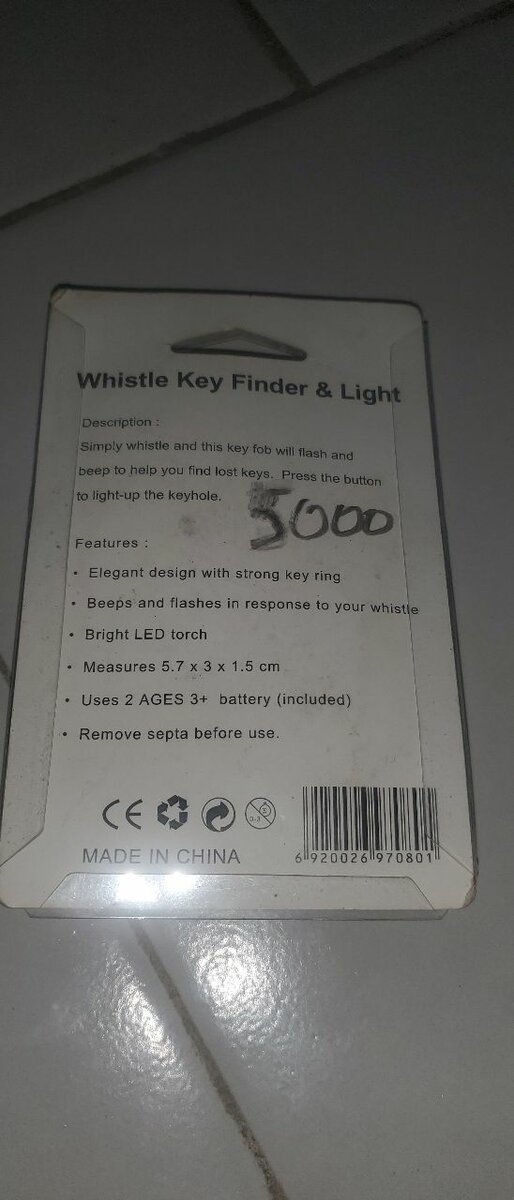 Whistle Key Finder & Light
Description :
Simply whistle and this key fob will flash and
beep to help you find lost keys. Press the button
to light-up the keyhole.
5000
Features :
• Elegant design with strong key ring
• Beeps and flashes in response to your whistle
• Bright LED torch
• Measures 5.7 x 3 x 1.5 cm
• Uses 2 AGES 3+ battery (included)
• Remove septa before use.
CE
0-3
MADE IN CHINA
6 920026 970801